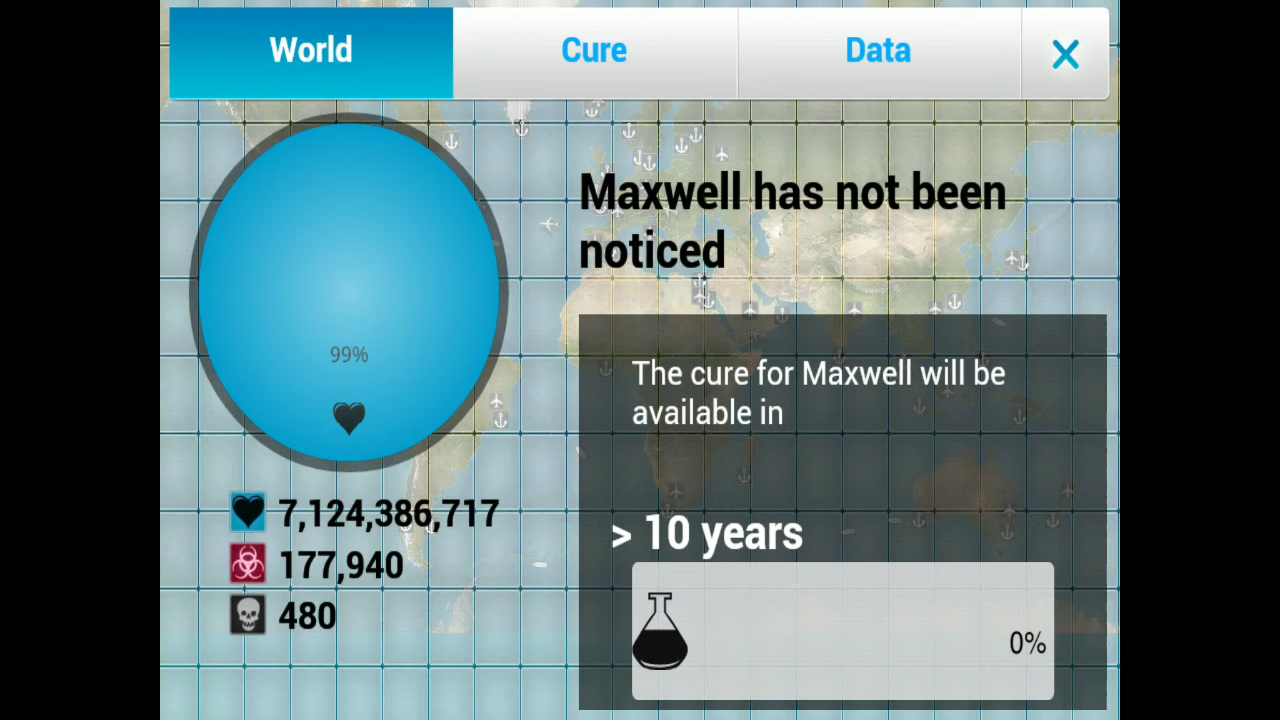 World
Cure
Data
Maxwell has not been
noticed
99%
The cure for Maxwell will be
available in
> 10 years
0%
7,124,386,717
177,940
480